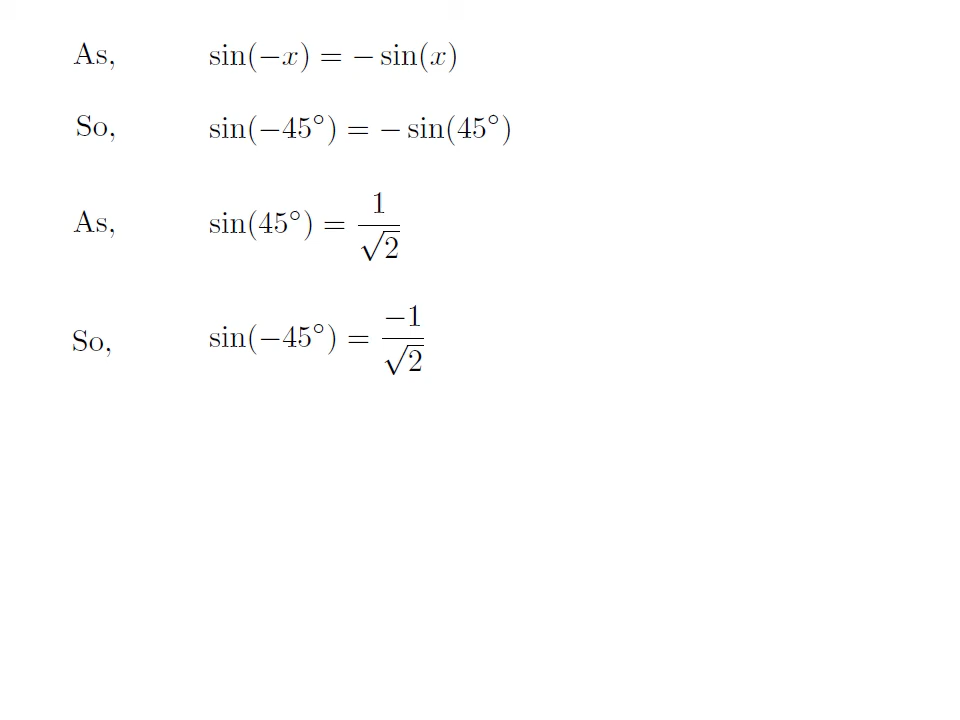 As, sin(−x) = − sin(x)
So, sin(−45°) = − sin(45°)
As, sin(45°) = 1/√2
So, sin(−45°) = −1/√2